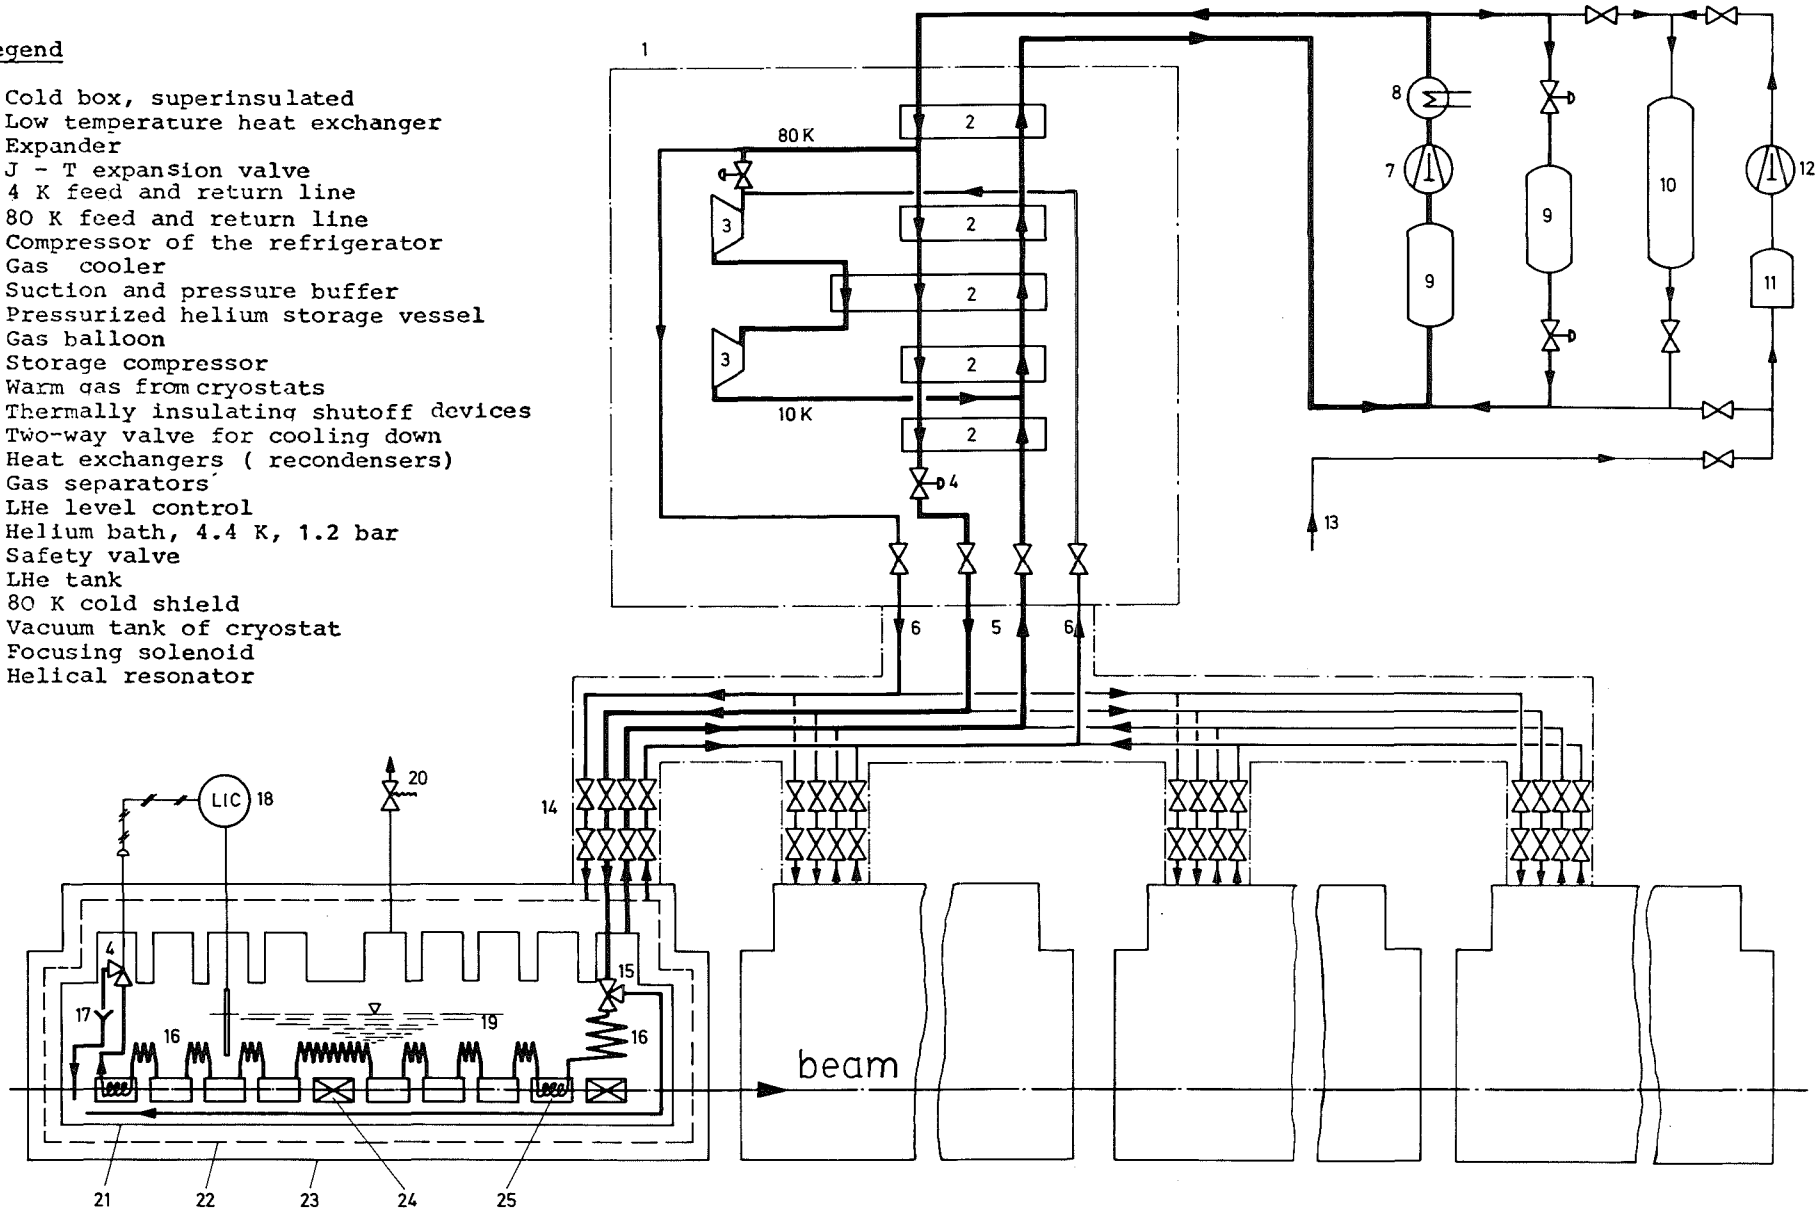 egend
Cold box, superinsulated
Low temperature heat exchanger
Expander
J - T expansion valve
4 K feed and return line
80 K feed and return line
Compressor of the refrigerator
Gas cooler
Suction and pressure buffer
Pressurized helium storage vessel
Gas balloon
Storage compressor
Warm gas from cryostats
Thermally insulating shutoff devices
Two-way valve for cooling down
Heat exchangers ( recondensers)
Gas separators
LHe level control
Helium bath, 4.4 K, 1.2 bar
Safety valve
LHe tank
80 K cold shield
Vacuum tank of cryostat
Focusing solenoid
Helical resonator
1
2
80 K
3
2
2
3
2
10 K
2
4
8
7
9
9
10
11
12
13
6
5
6
14
20
LIC
18
4
17
16
19
15
16
beam
21
22
23
24
25